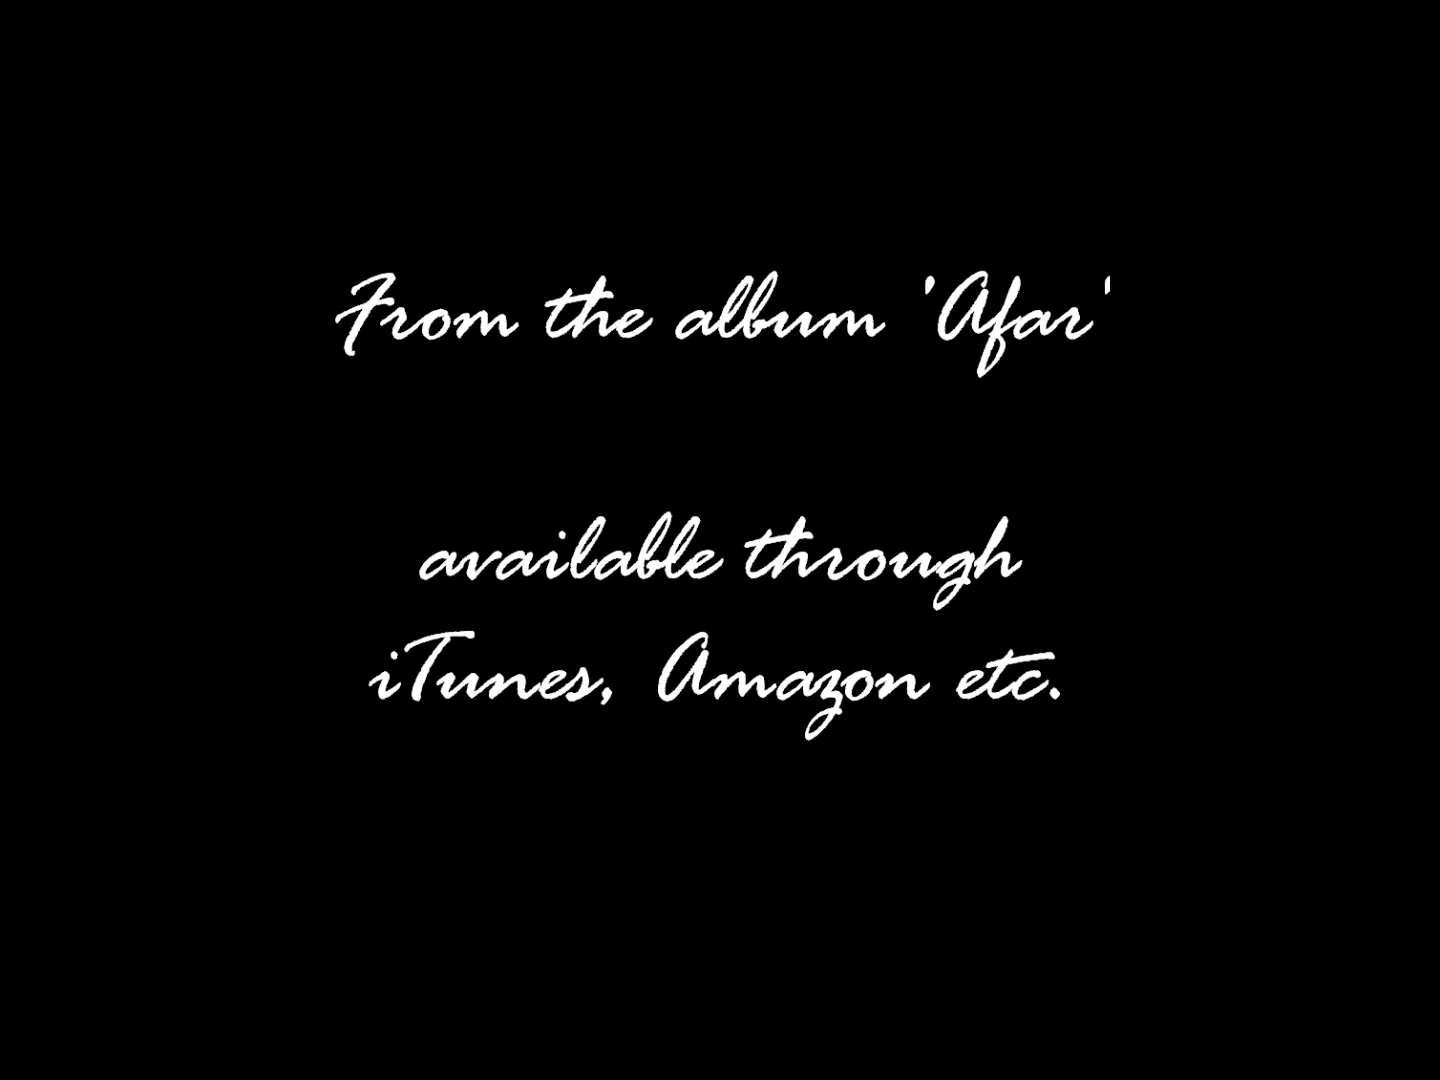 From the album 'Afar'
available through
iTunes, Amazon etc.